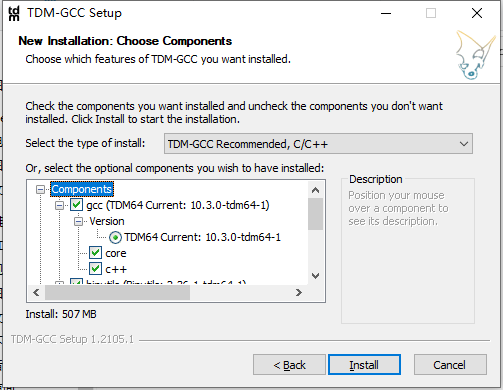 tdm
TDM-GCC Setup
New Installation: Choose Components
Choose which features of TDM-GCC you want installed.
Check the components you want installed and uncheck the components you don't want
installed. Click Install to start the installation.
Select the type of install:
TDM-GCC Recommended, C/C++
Or, select the optional components you wish to have installed:
Components
gcc (TDM64 Current: 10.3.0-tdm64-1)
Version
TDM64 Current: 10.3.0-tdm64-1
core
c++
Description
Position your mouse
over a component to
see its description.
Install: 507 MB
TDM-GCC Setup 1.2105.1
< Back
Install
Cancel